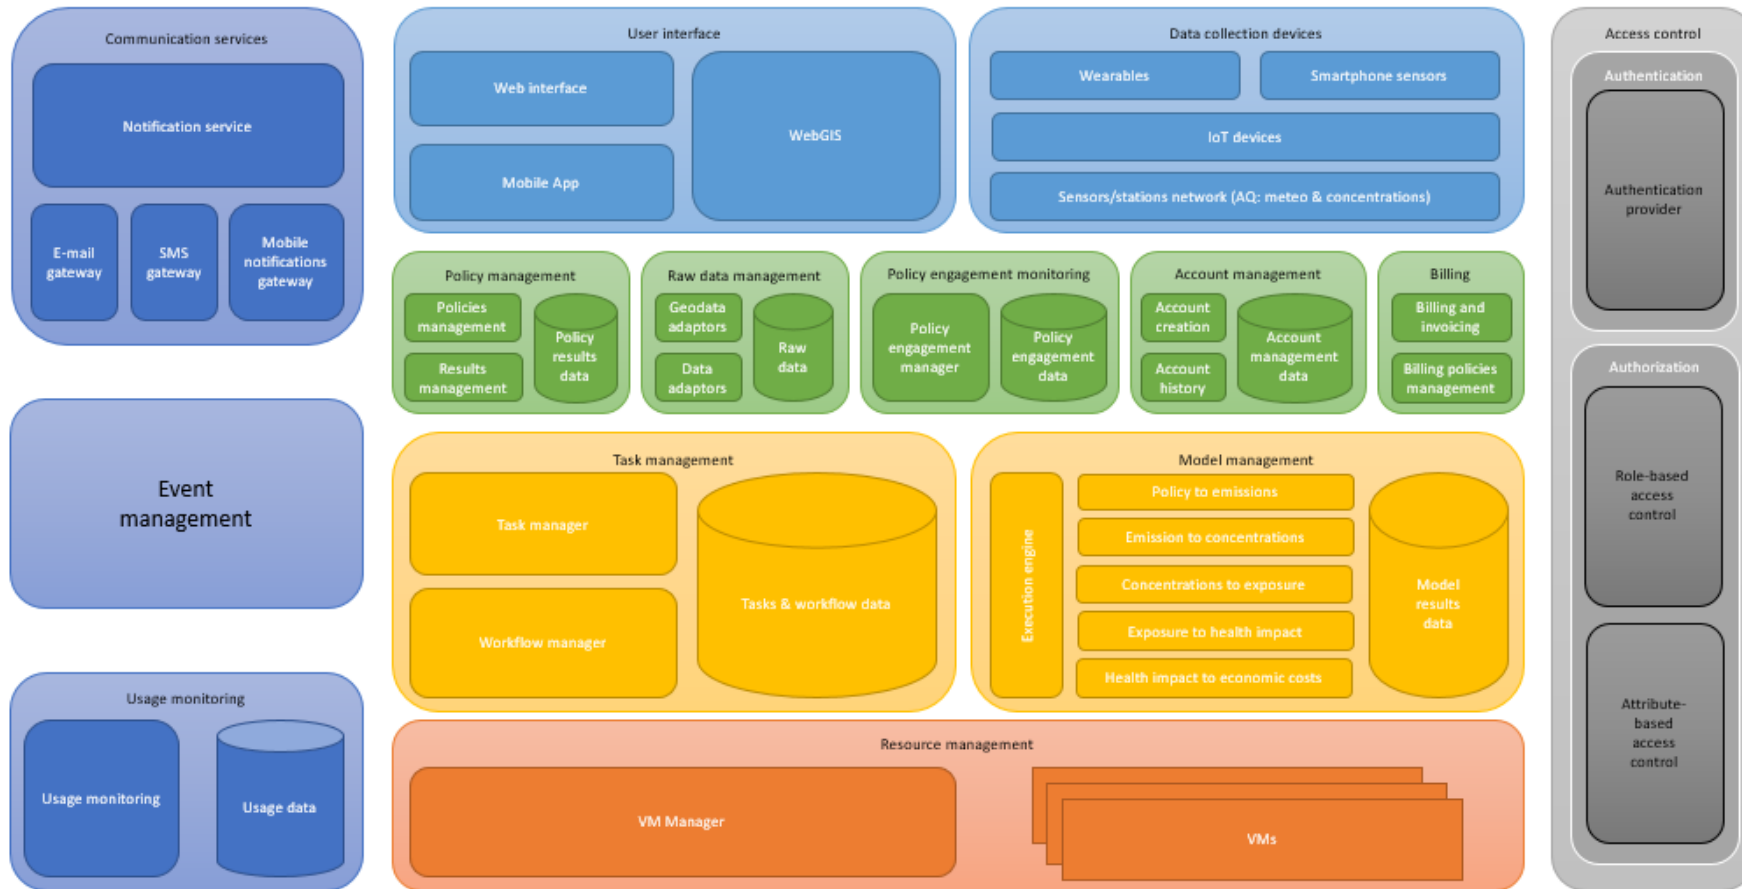 Communication services
Notification service
E-mail
gateway
SMS
gateway
Mobile
notifications
gateway
Event
management
Usage monitoring
Usage monitoring
Usage data
User interface
Web interface
Mobile App
WebGIS
Data collection devices
Wearables
Smartphone sensors
IoT devices
Sensors/stations network (AQ: meteo & concentrations)
Policy management
Policies
management
Results
management
Policy
results
data
Raw data management
Geodata
adaptors
Data
adaptors
Raw
data
Policy engagement monitoring
Policy
engagement
manager
Policy
engagement
data
Account management
Account
creation
Account
history
Account
management
data
Billing
Billing and
invoicing
Billing policies
management
Task management
Task manager
Workflow manager
Tasks & workflow data
Model management
Execution engine
Policy to emissions
Emission to concentrations
Concentrations to exposure
Exposure to health impact
Health impact to economic costs
Model
results
data
Resource management
VM Manager
VMs
Access control
Authentication
Authentication
provider
Authorization
Role-based
access
control
Attribute-
based
access
control